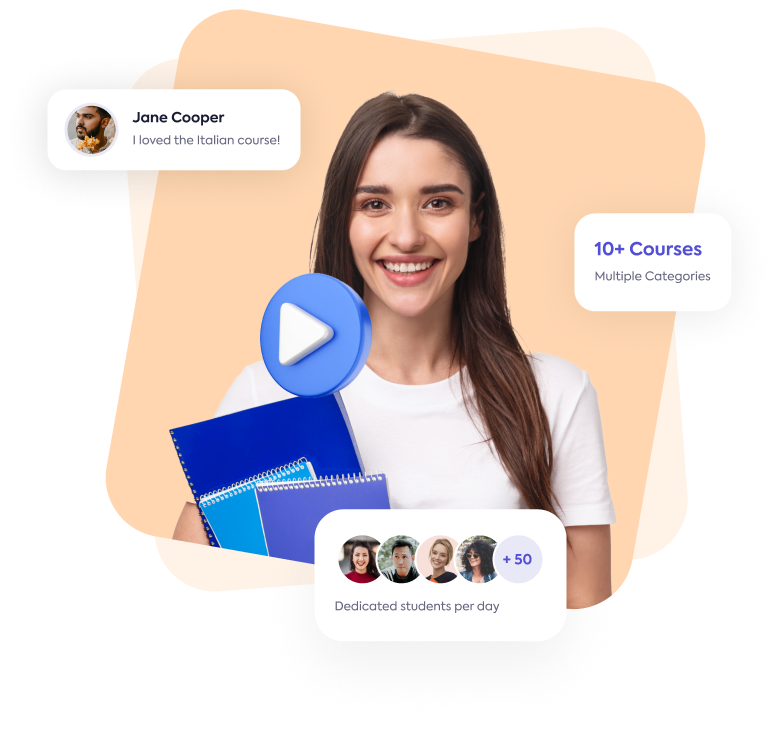 Jane Cooper
I loved the Italian course!
10+ Courses
Multiple Categories
+ 50
Dedicated students per day